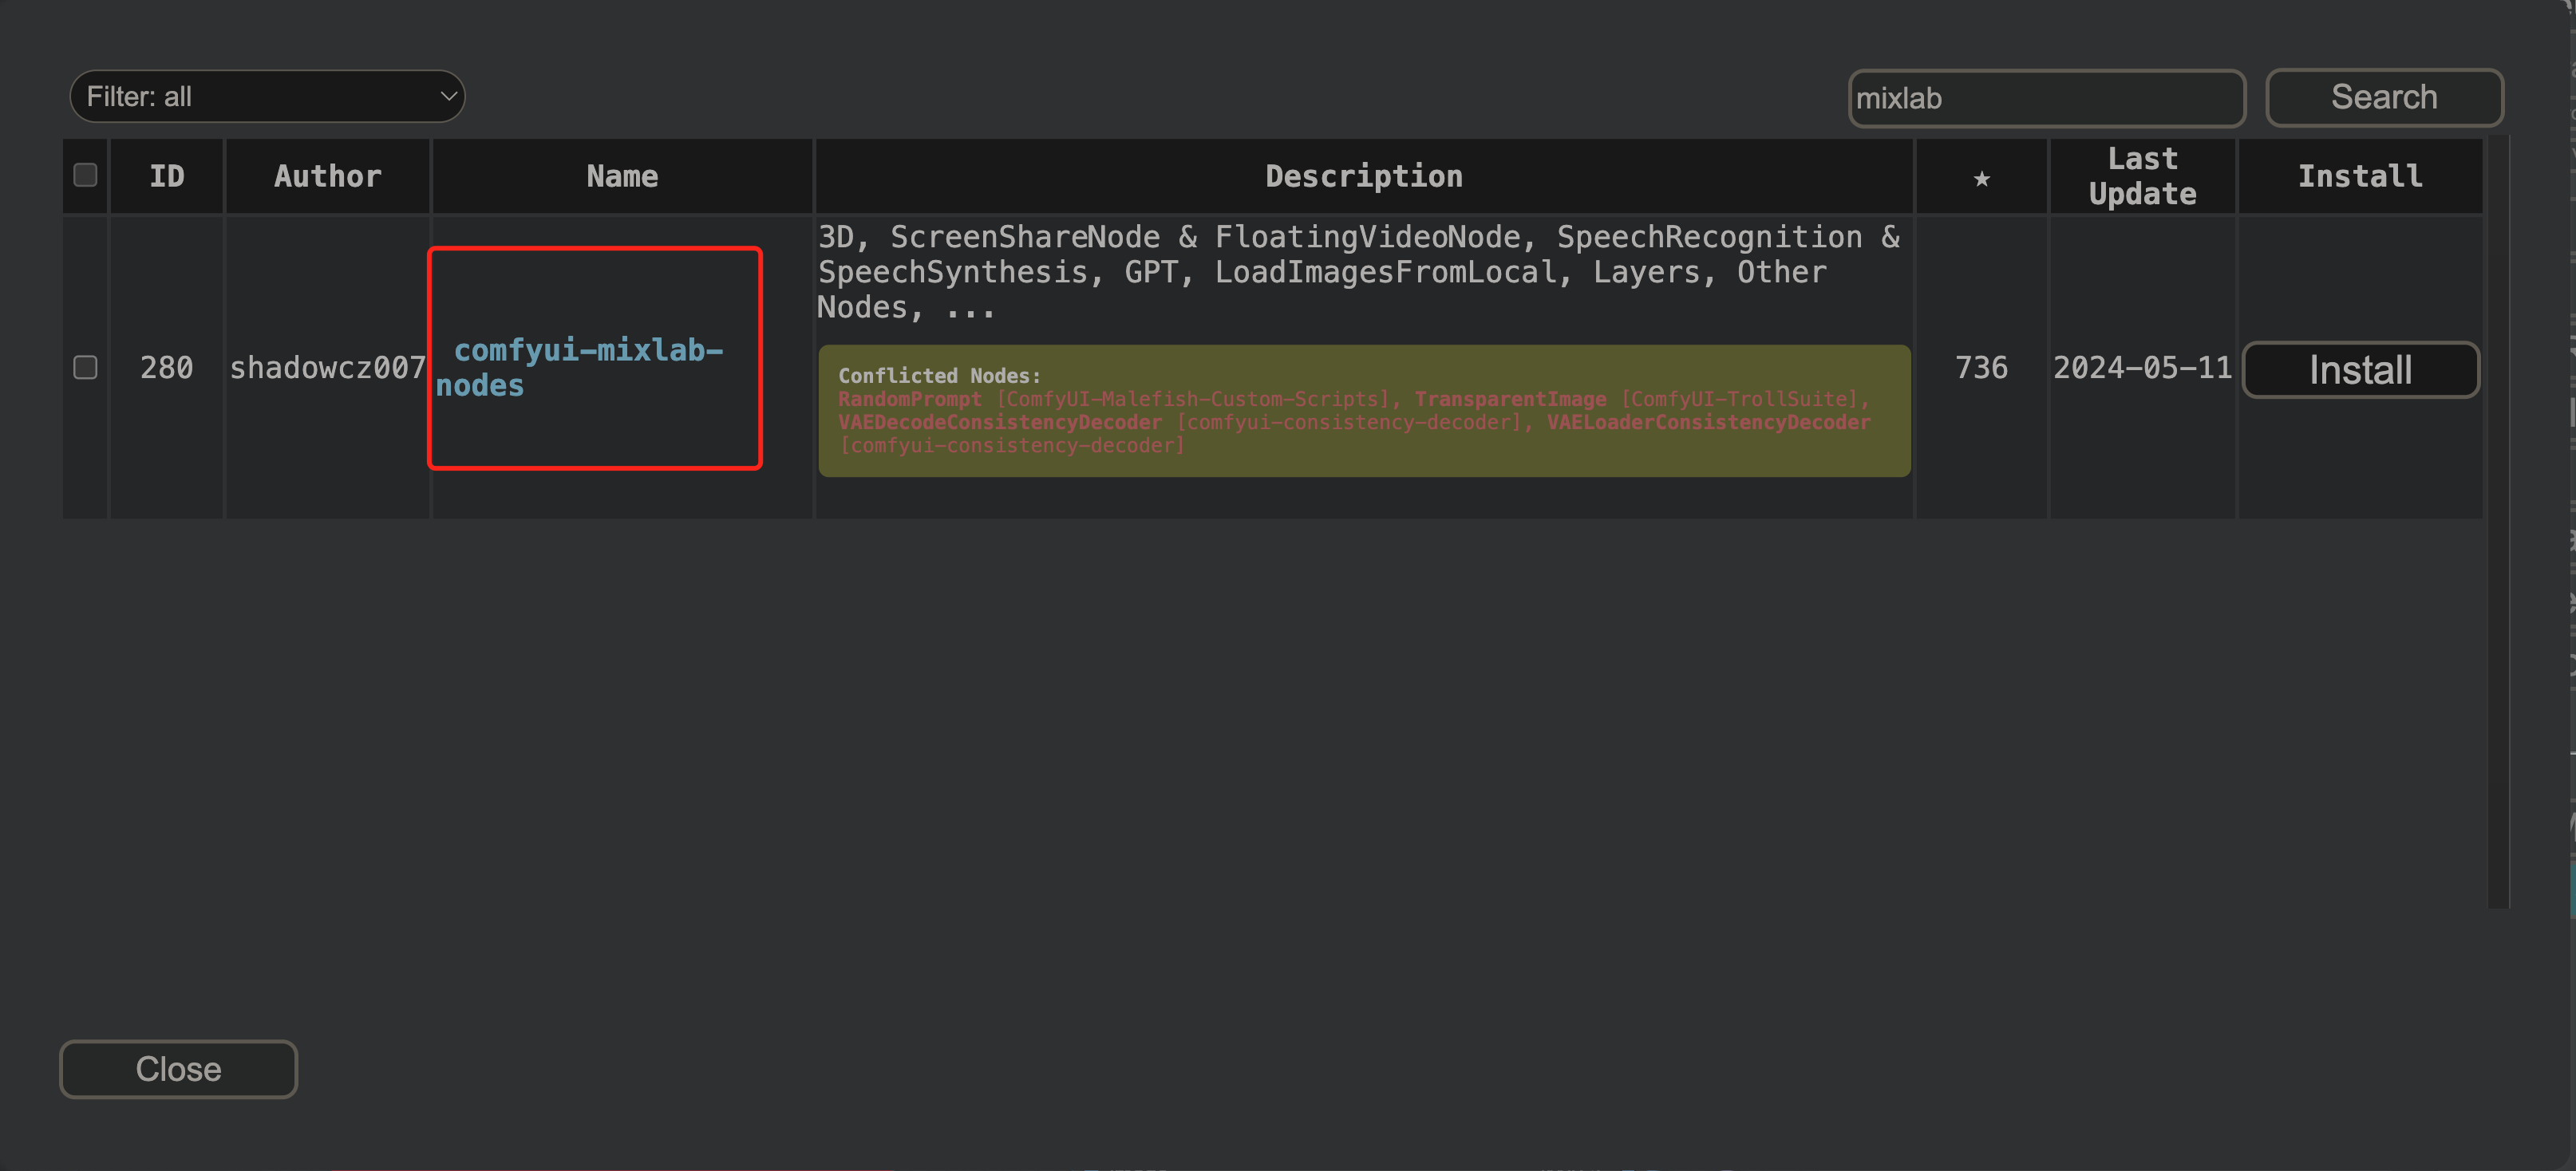 Filter: all
mixlab
Search
ID
Author
Name
Description
★
Last
Update
Install
280
shadowcz007
comfyui-mixlab-
nodes
3D, ScreenShareNode & FloatingVideoNode, SpeechRecognition &
SpeechSynthesis, GPT, LoadImagesFromLocal, Layers, Other
Nodes, ...
Conflicted Nodes:
RandomPrompt [ComfyUI-Malefish-Custom-Scripts], TransparentImage [ComfyUI-TrollSuite],
VAEDecodeConsistencyDecoder [comfyui-consistency-decoder], VAELoaderConsistencyDecoder
[comfyui-consistency-decoder]
736
2024-05-11
Install
Close